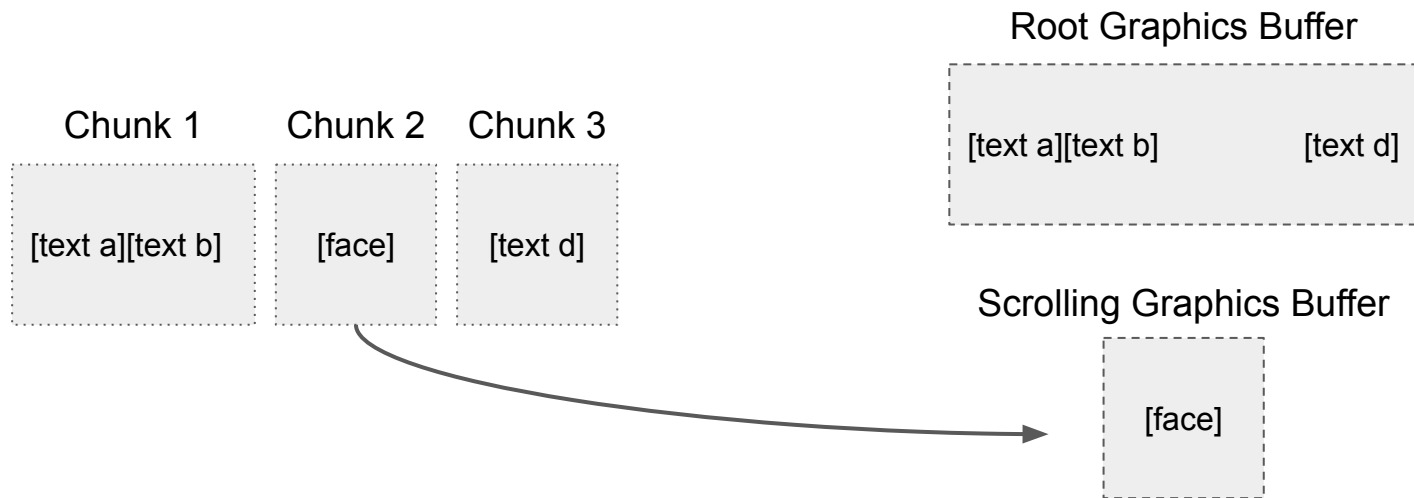 Root Graphics Buffer
Chunk 1 Chunk 2 Chunk 3
[text a][text b] [text d]
[text a][text b] [face] [text d]
Scrolling Graphics Buffer
[face]